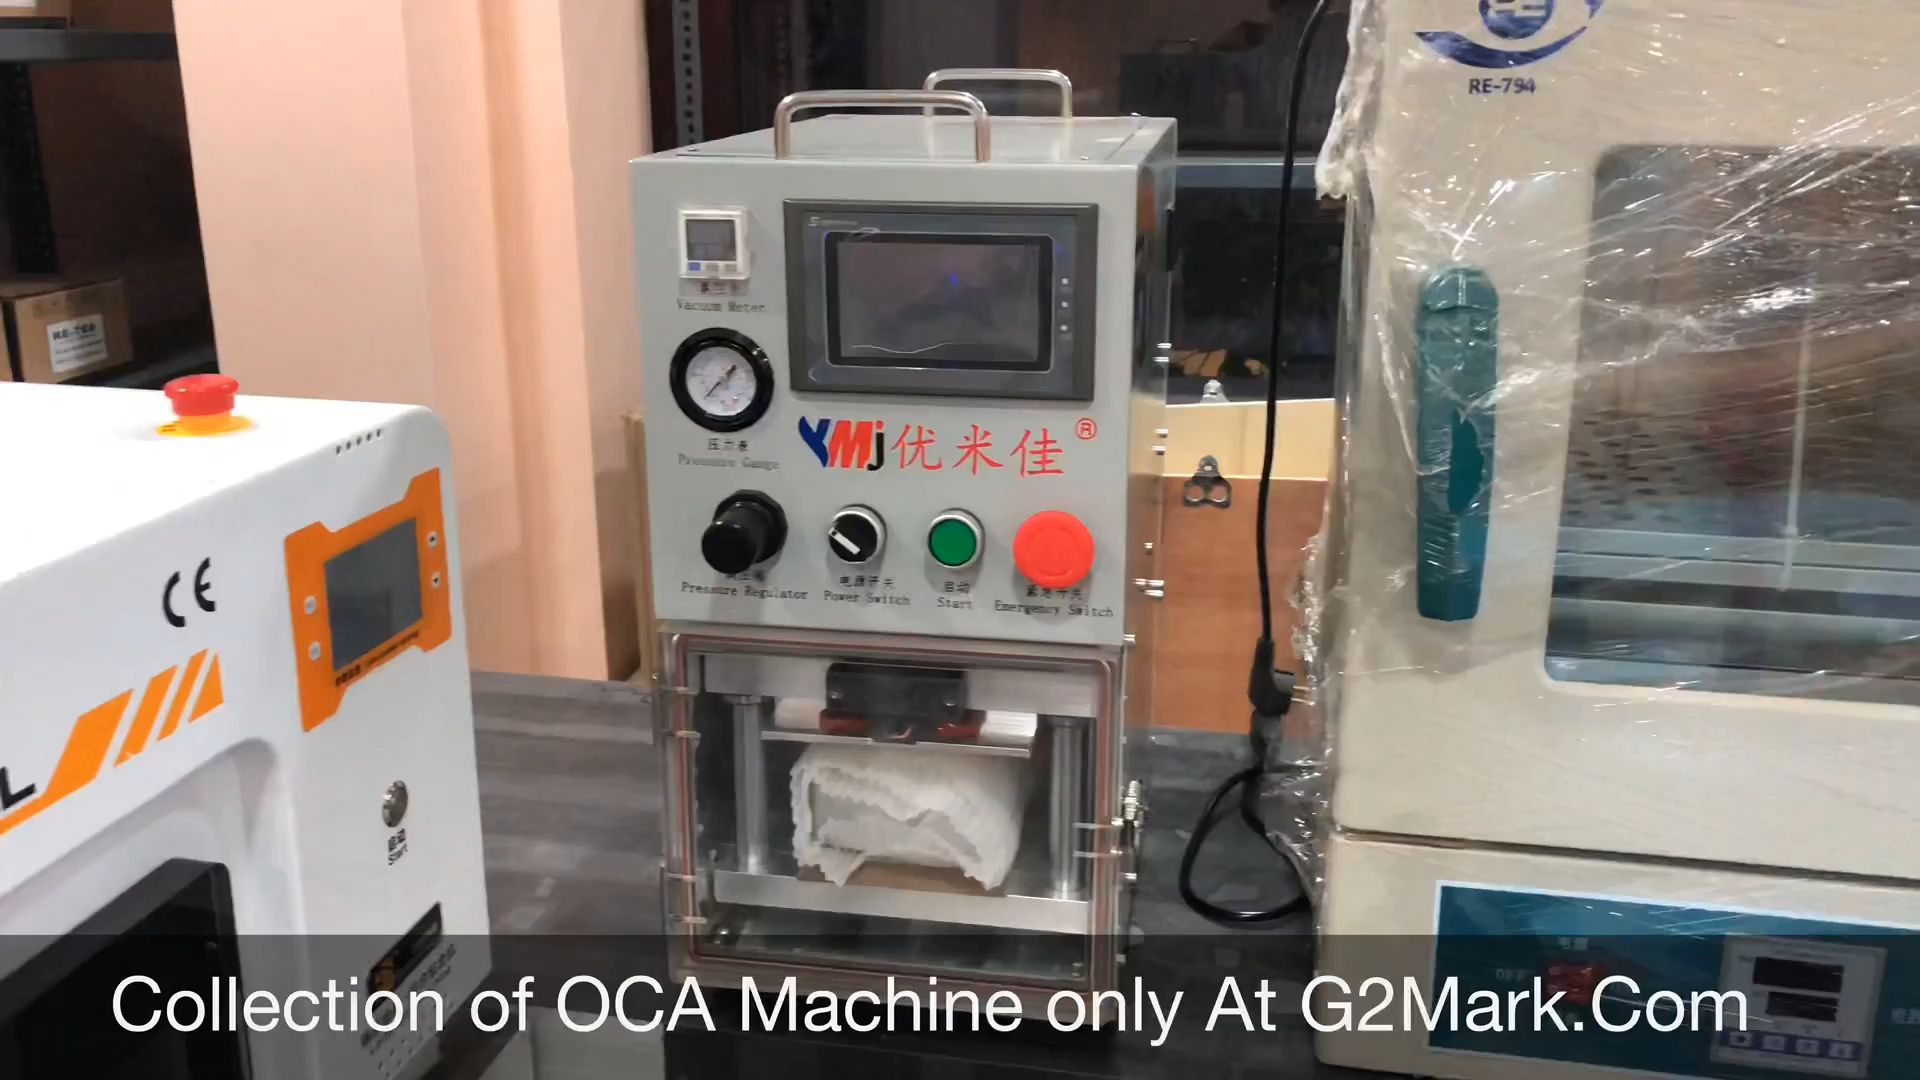 RE-794
Vacuum Meter
压力表
Pressure Gauge
YMj优米佳®
Pressure Regulator
电源开关
Power Switch
启动
Start
Emergency Switch
CE
启动
Start
Collection of OCA Machine only At G2Mark.Com